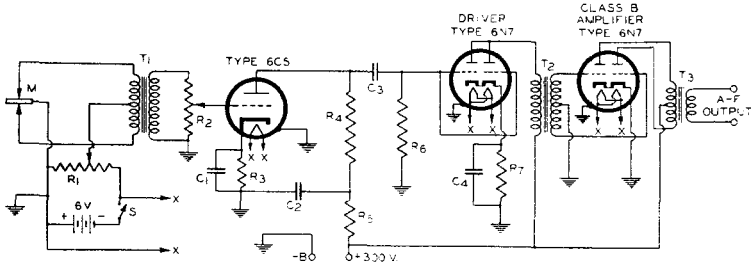 DRIVER
TYPE 6N7
CLASS B
AMPLIFIER
TYPE 6N7
TYPE 6C5
M
T1
R2
C3
T2
T3
A-F
OUTPUT
R4
R6
X X
X X
X X
R1
C1
R3
C2
C4
R7
6V
+
-
S
X
X
R5
-B
+300 V.